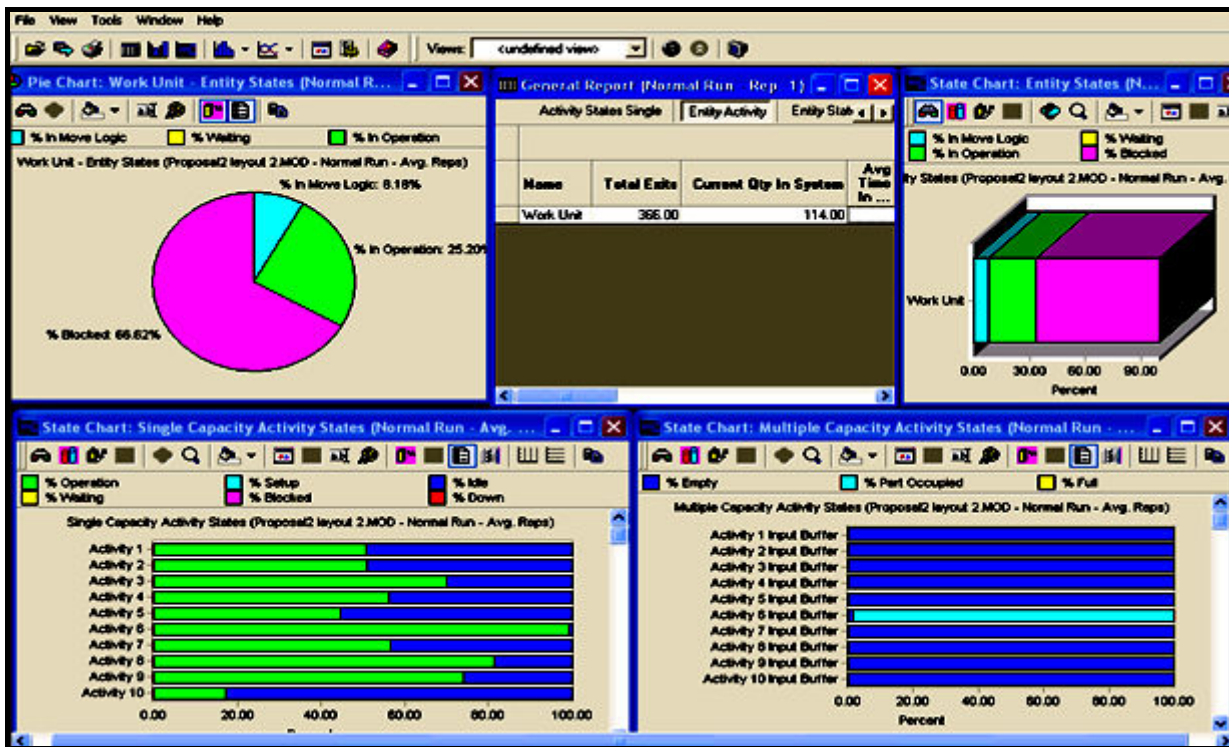 File View Tools Window Help
Views: <undefined view>
Pie Chart: Work Unit - Entity States (Normal R...
% In Move Logic % Waiting % In Operation
Work Unit - Entity States (Proposal2 layout 2.MOD - Normal Run - Avg. Reps)
% In Move Logic: 8.18%
% In Operation: 25.20%
% Blocked: 66.62%
General Report (Normal Run - Rep. 1)
Activity States Single Entity Activity Entity Stat
Name Total Exits Current Qty In System Avg Time In ...
Work Unit 366.00 114.00
State Chart: Entity States (N...
% In Move Logic % Waiting
% In Operation % Blocked
ty States (Proposal2 layout 2.MOD - Normal Run - Avg.
Work Unit
0.00 30.00 60.00 90.00
Percent
State Chart: Single Capacity Activity States (Normal Run - Avg. ...
% Operation % Setup % Idle
% Waiting % Blocked % Down
Single Capacity Activity States (Proposal2 layout 2.MOD - Normal Run - Avg. Reps)
Activity 1
Activity 2
Activity 3
Activity 4
Activity 5
Activity 6
Activity 7
Activity 8
Activity 9
Activity 10
0.00 20.00 40.00 60.00 80.00 100.00
Percent
State Chart: Multiple Capacity Activity States (Normal Run - ...
% Empty % Part Occupied % Full
Multiple Capacity Activity States (Proposal2 layout 2.MOD - Normal Run - Avg. Reps)
Activity 1 Input Buffer
Activity 2 Input Buffer
Activity 3 Input Buffer
Activity 4 Input Buffer
Activity 5 Input Buffer
Activity 6 Input Buffer
Activity 7 Input Buffer
Activity 8 Input Buffer
Activity 9 Input Buffer
Activity 10 Input Buffer
0.00 20.00 40.00 60.00 80.00 100.00
Percent